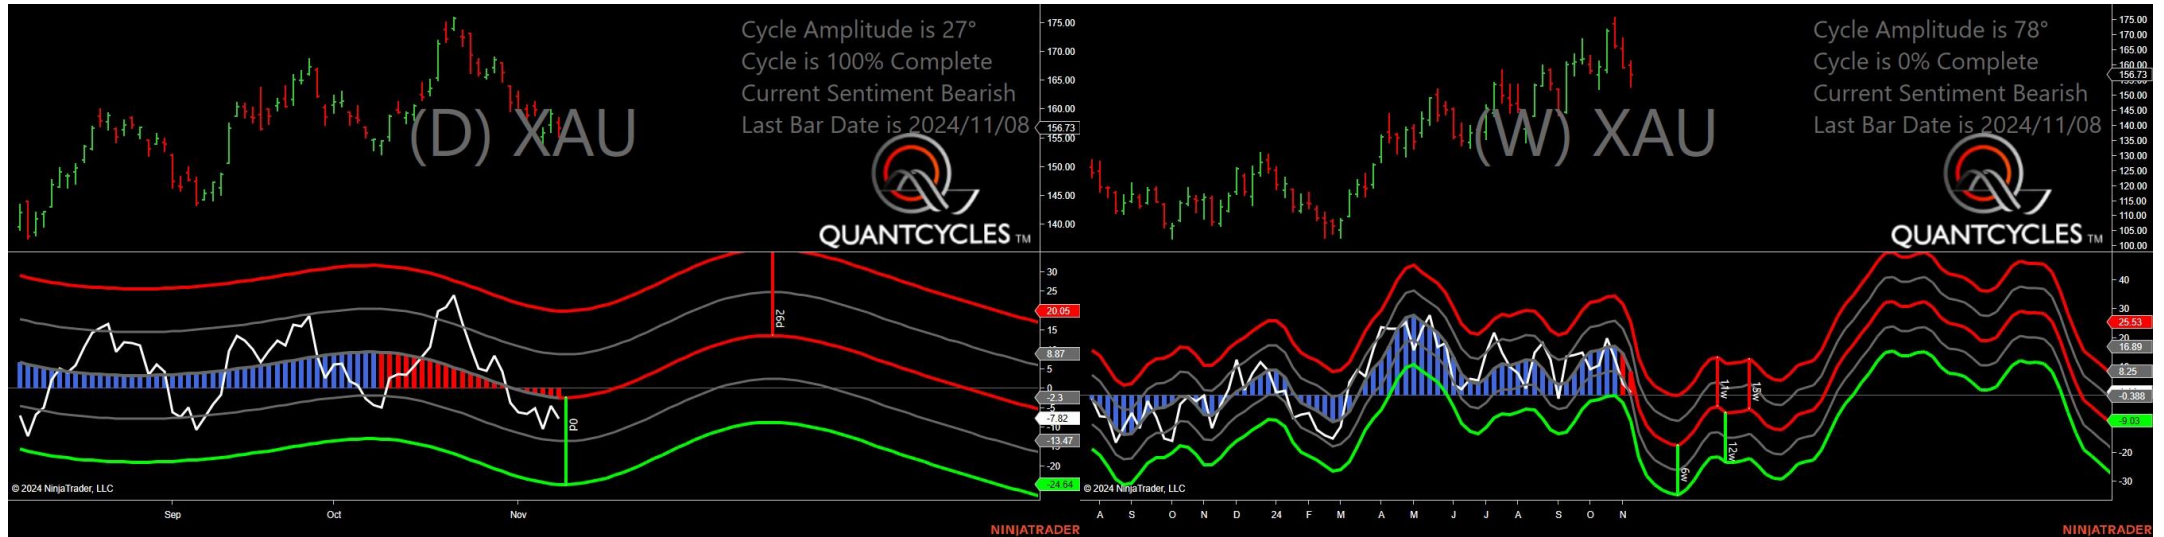 Cycle Amplitude is 27°
Cycle is 100% Complete
Current Sentiment Bearish
Last Bar Date is 2024/11/08
(D) XAU
QUANTCYCLES TM
175.00
170.00
165.00
160.00
156.73
155.00
150.00
145.00
140.00
30
25
20.05
15
8.87
5
0
-2.3
-5
-7.82
-10
-13.47
-20
-24.64
26d
0d
© 2024 NinjaTrader, LLC
Sep Oct Nov
NINJATRADER
Cycle Amplitude is 78°
Cycle is 0% Complete
Current Sentiment Bearish
Last Bar Date is 2024/11/08
(W) XAU
QUANTCYCLES TM
175.00
170.00
165.00
160.00
156.73
150.00
145.00
140.00
135.00
130.00
125.00
120.00
115.00
110.00
105.00
100.00
40
30
25.53
20
16.89
8.25
-0.388
-9.03
-20
-30
6w
11w
12w
15w
© 2024 NinjaTrader, LLC
A S O N D 24 F M A M J J A S O N
NINJATRADER